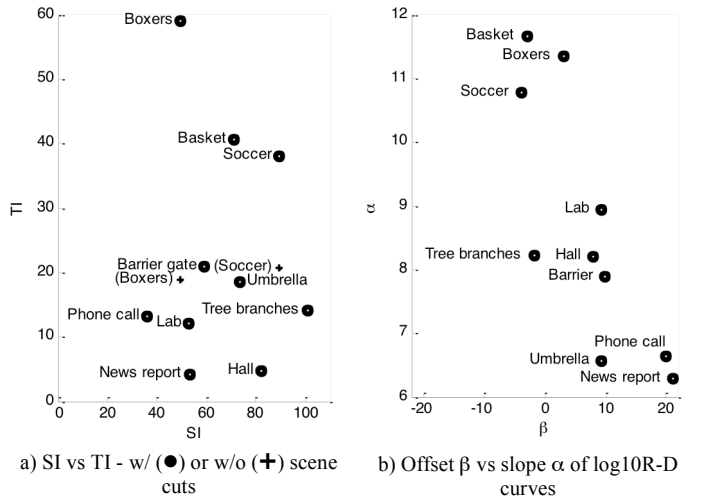 60
50
40
30
20
10
0
TI
Boxers
Basket
Soccer
Barrier gate
(Soccer)
(Boxers)
Umbrella
Tree branches
Phone call
Lab
News report
Hall
0 20 40 60 80 100
SI
a) SI vs TI - w/ (●) or w/o (+) scene
cuts
12
11
10
9
8
7
6
α
Basket
Boxers
Soccer
Lab
Tree branches
Hall
Barrier
Phone call
Umbrella
News report
-20 -10 0 10 20
β
b) Offset β vs slope α of log10R-D
curves